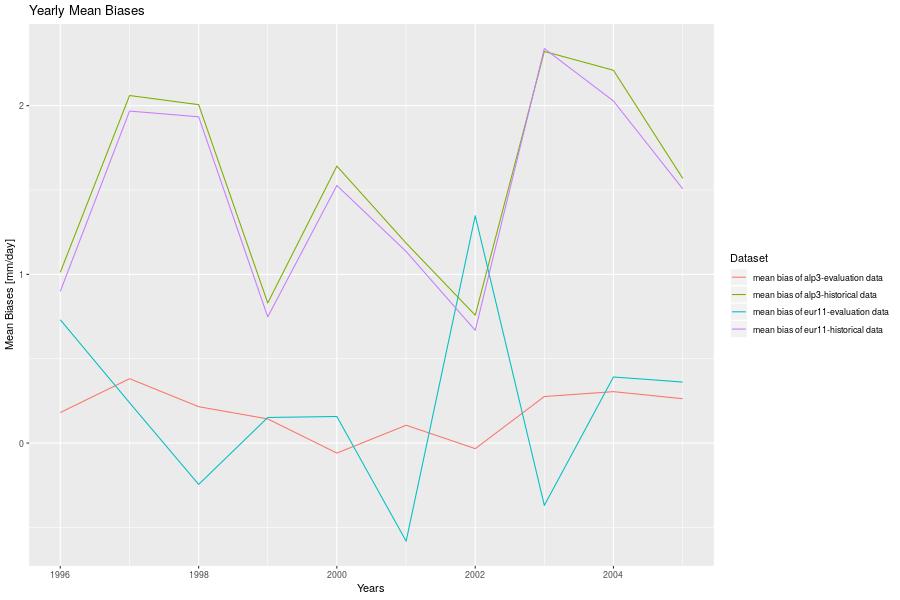 Yearly Mean Biases
Mean Biases [mm/day]
2
1
0
1996
1998
2000
2002
2004
Years
Dataset
mean bias of alp3-evaluation data
mean bias of alp3-historical data
mean bias of eur11-evaluation data
mean bias of eur11-historical data